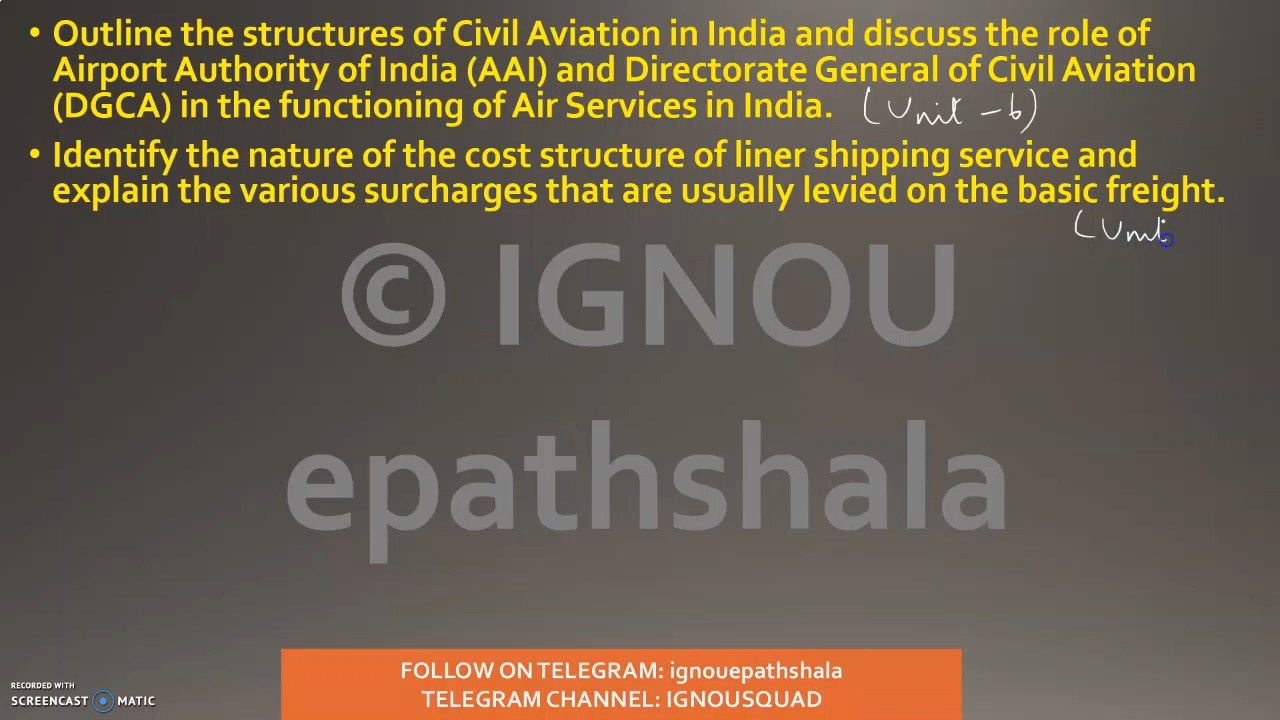 • Outline the structures of Civil Aviation in India and discuss the role of
Airport Authority of India (AAI) and Directorate General of Civil Aviation
(DGCA) in the functioning of Air Services in India. (Unit - 6)
• Identify the nature of the cost structure of liner shipping service and
explain the various surcharges that are usually levied on the basic freight.
(Unit
© IGNOU
epathshala
FOLLOW ON TELEGRAM: ignouepathshala
TELEGRAM CHANNEL: IGNOUSQUAD
RECORDED WITH
SCREENCAST MATIC